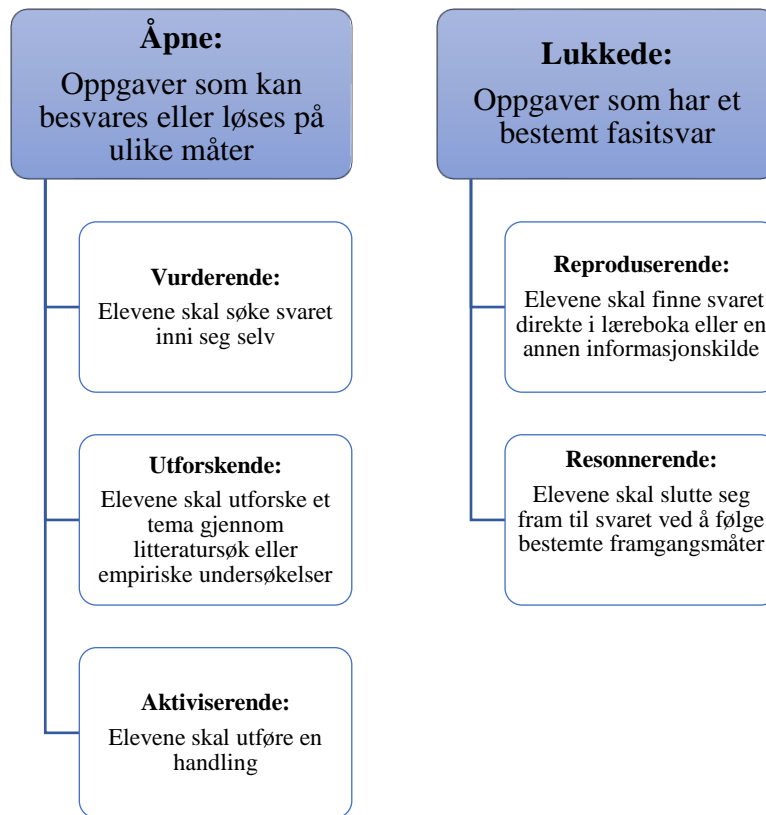 Åpne:
Oppgaver som kan
besvares eller løses på
ulike måter
Vurderende:
Elevene skal søke svaret
inni seg selv
Utforskende:
Elevene skal utforske et
tema gjennom
litteratursøk eller
empiriske undersøkelser
Aktiviserende:
Elevene skal utføre en
handling
Lukkede:
Oppgaver som har et
bestemt fasitsvar
Reproduserende:
Elevene skal finne svaret
direkte i læreboka eller en
annen informasjonskilde
Resonnerende:
Elevene skal slutte seg
fram til svaret ved å følge
bestemte framgangsmåter